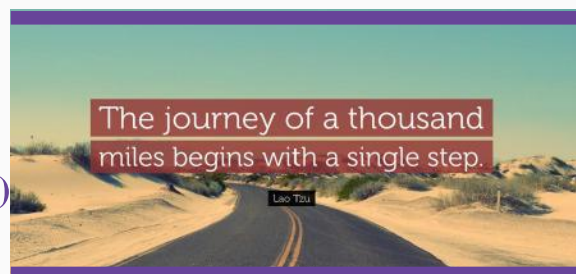 The journey of a thousand
miles begins with a single step.
Lao Tzu